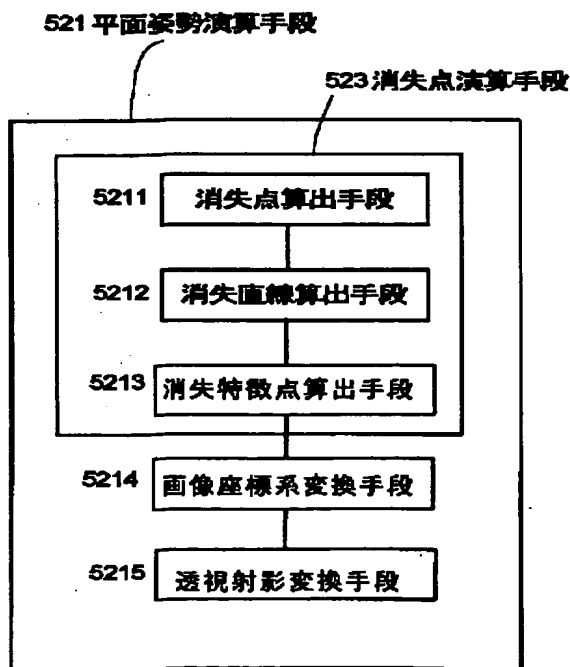 521 平面姿勢演算手段
523 消失点演算手段
5211 消失点算出手段
5212 消失直線算出手段
5213 消失特徴点算出手段
5214 画像座標系変換手段
5215 透視射影変換手段